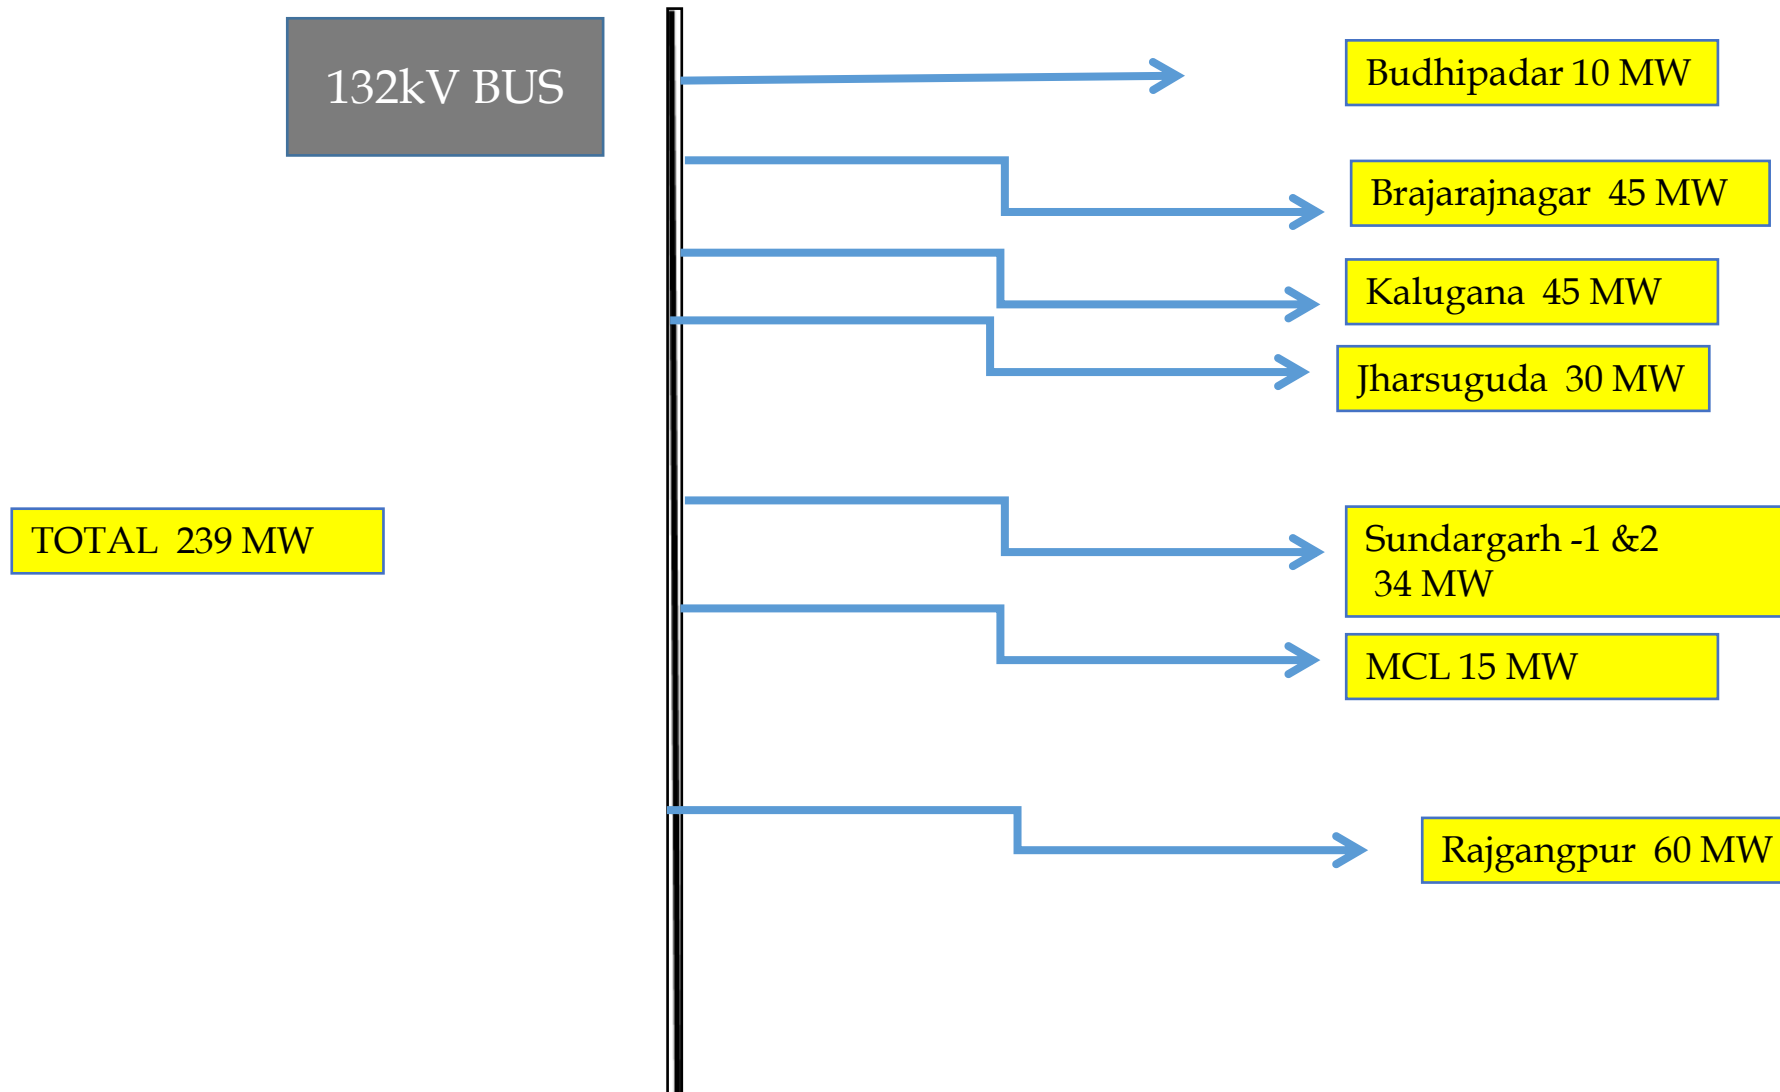 132kV BUS
Budhipadar 10 MW
Brajarajnagar 45 MW
Kalugana 45 MW
Jharsuguda 30 MW
TOTAL 239 MW
Sundargarh -1 &2
34 MW
MCL 15 MW
Rajgangpur 60 MW